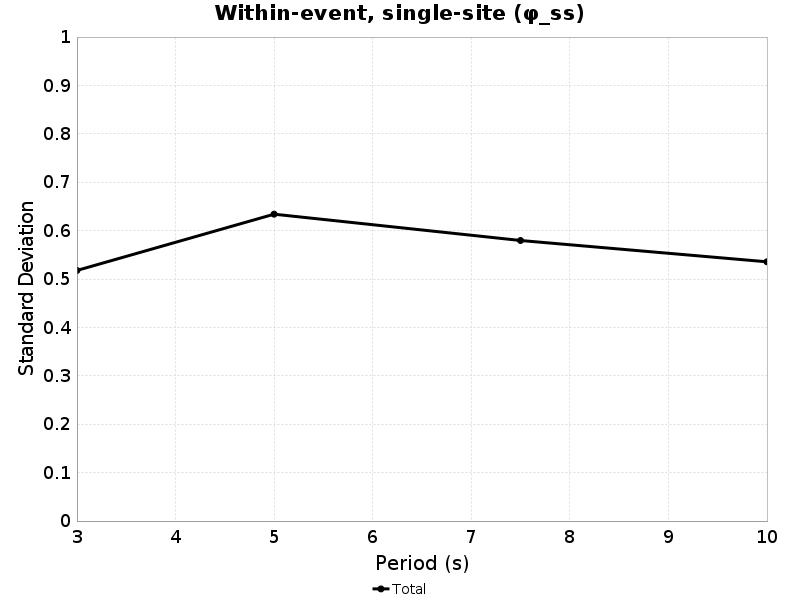 Within-event, single-site (φ_ss)
1
0.9
0.8
0.7
0.6
0.5
0.4
0.3
0.2
0.1
0
Standard Deviation
3 4 5 6 7 8 9 10
Period (s)
Total